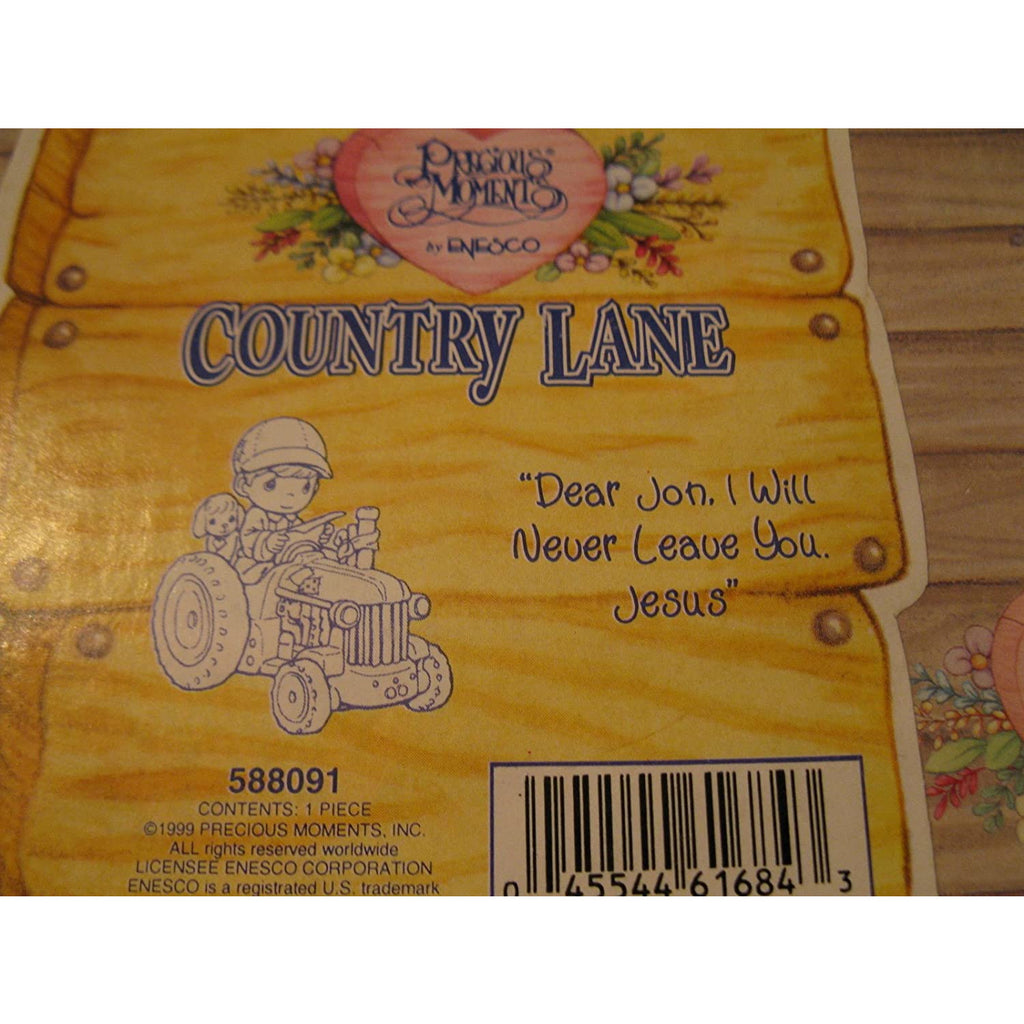 PRECIOUS
MOMENTS
BY ENESCO
COUNTRY LANE
"Dear Jon, I Will
Never Leave You.
Jesus"
588091
CONTENTS: 1 PIECE
©1999 PRECIOUS MOMENTS, INC.
ALL rights reserved worldwide
LICENSEE ENESCO CORPORATION
ENESCO is a registered U.S. trademark
0 45544 61684 3